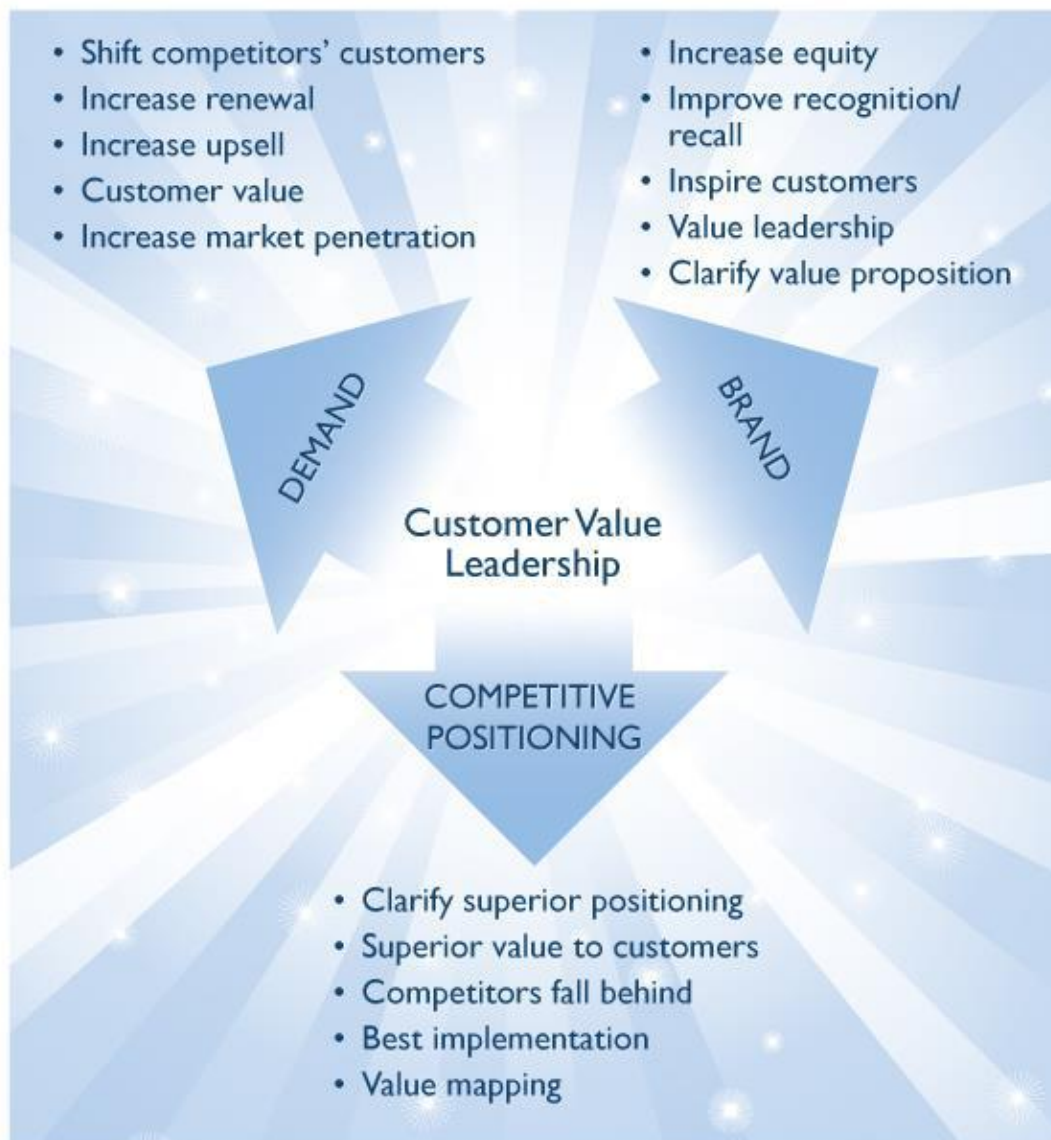 • Shift competitors' customers
• Increase renewal
• Increase upsell
• Customer value
• Increase market penetration
• Increase equity
• Improve recognition/
recall
• Inspire customers
• Value leadership
• Clarify value proposition
DEMAND
BRAND
Customer Value
Leadership
COMPETITIVE
POSITIONING
• Clarify superior positioning
• Superior value to customers
• Competitors fall behind
• Best implementation
• Value mapping